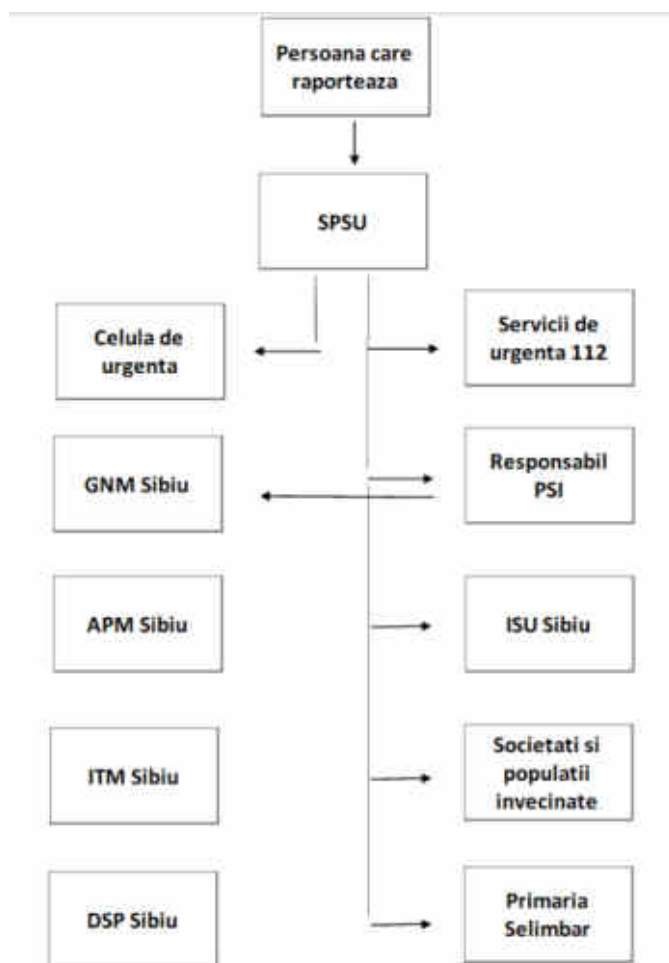 Persoana care
raporteaza
SPSU
Celula de
urgenta
Servicii de
urgenta 112
GNM Sibiu
Responsabil
PSI
APM Sibiu
ISU Sibiu
ITM Sibiu
Societati si
populatii
invecinate
DSP Sibiu
Primaria
Selimbar